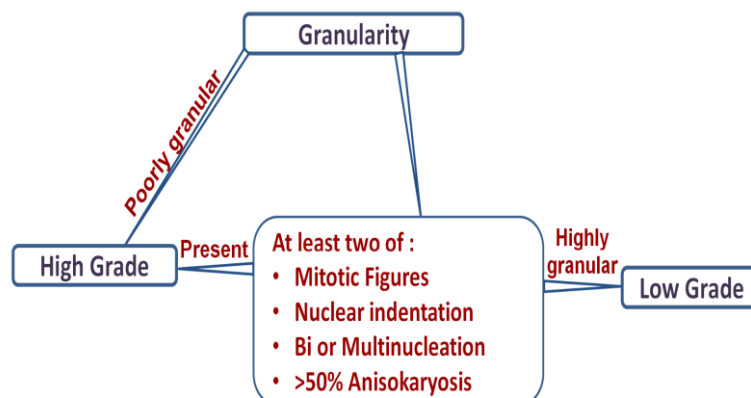 Granularity
Poorly granular
High Grade
Present
At least two of :
• Mitotic Figures
• Nuclear indentation
• Bi or Multinucleation
• >50% Anisokaryosis
Highly
granular
Low Grade